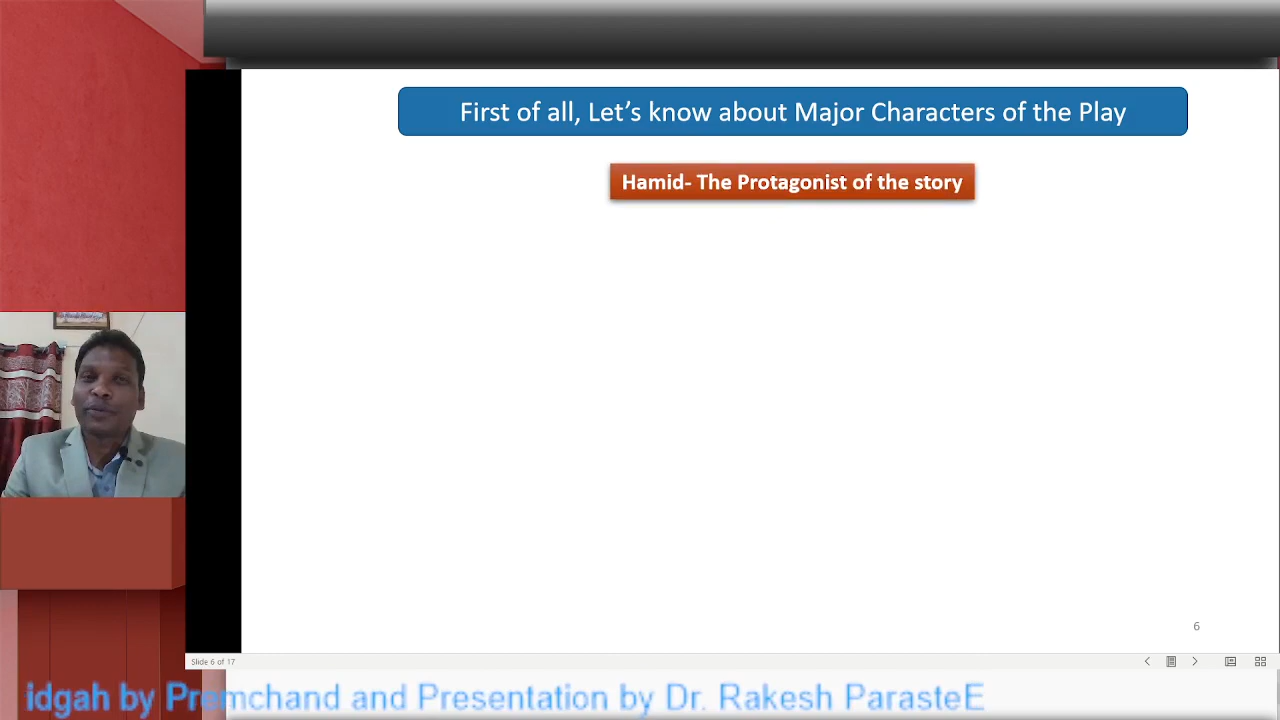 First of all, Let's know about Major Characters of the Play
Hamid- The Protagonist of the story
6
Slide 6 of 17
idgah by Premchand and Presentation by Dr. Rakesh ParasteE